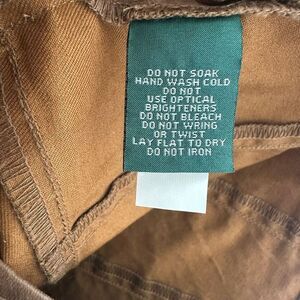 DO NOT SOAK
HAND WASH COLD
DO NOT
USE OPTICAL
BRIGHTENERS
DO NOT BLEACH
DO NOT WRING
OR TWIST
LAY FLAT TO DRY
DO NOT IRON